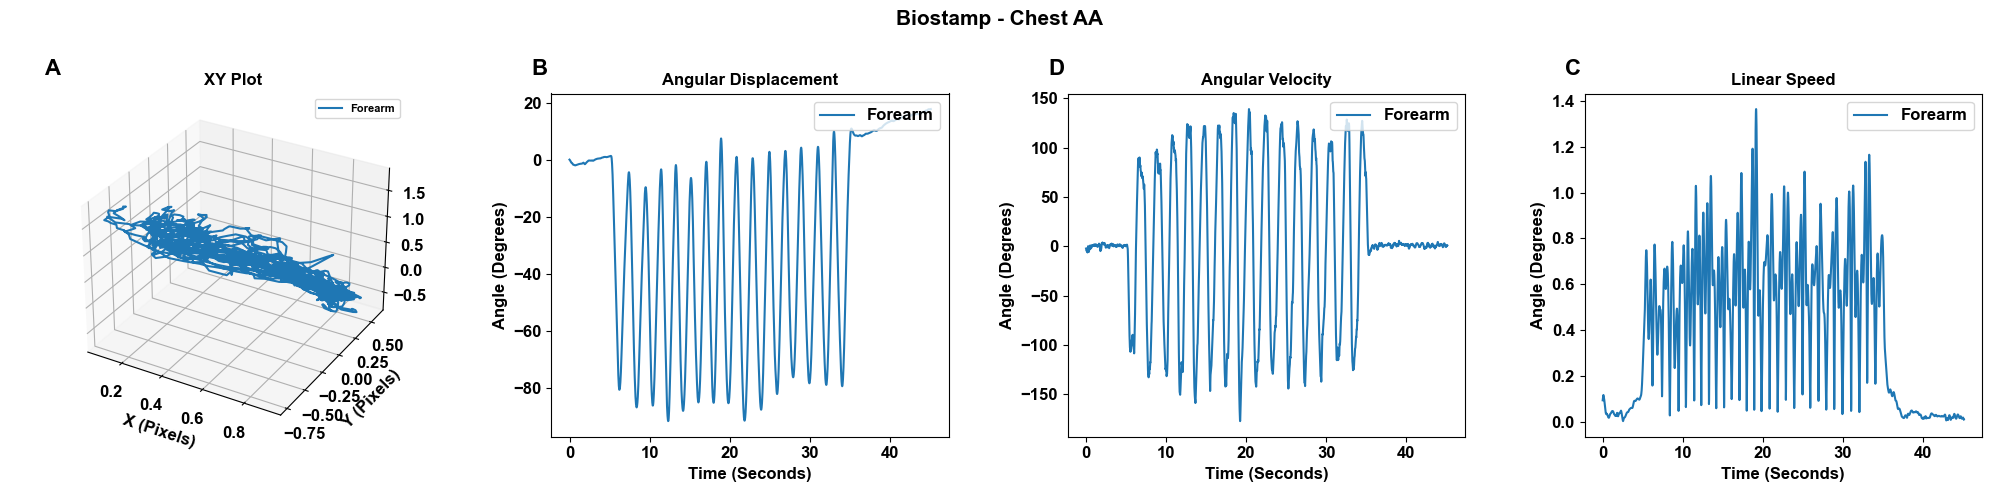 Biostamp - Chest AA
A
XY Plot
Forearm
1.5
1.0
0.5
0.0
−0.5
0.50
0.25
0.00
−0.25
−0.50
−0.75
Y (Pixels)
0.2
0.4
0.6
0.8
X (Pixels)
B
Angular Displacement
Forearm
20
0
−20
−40
−60
−80
Angle (Degrees)
0 10 20 30 40
Time (Seconds)
D
Angular Velocity
Forearm
150
100
50
0
−50
−100
−150
Angle (Degrees)
0 10 20 30 40
Time (Seconds)
C
Linear Speed
Forearm
1.4
1.2
1.0
0.8
0.6
0.4
0.2
0.0
Angle (Degrees)
0 10 20 30 40
Time (Seconds)